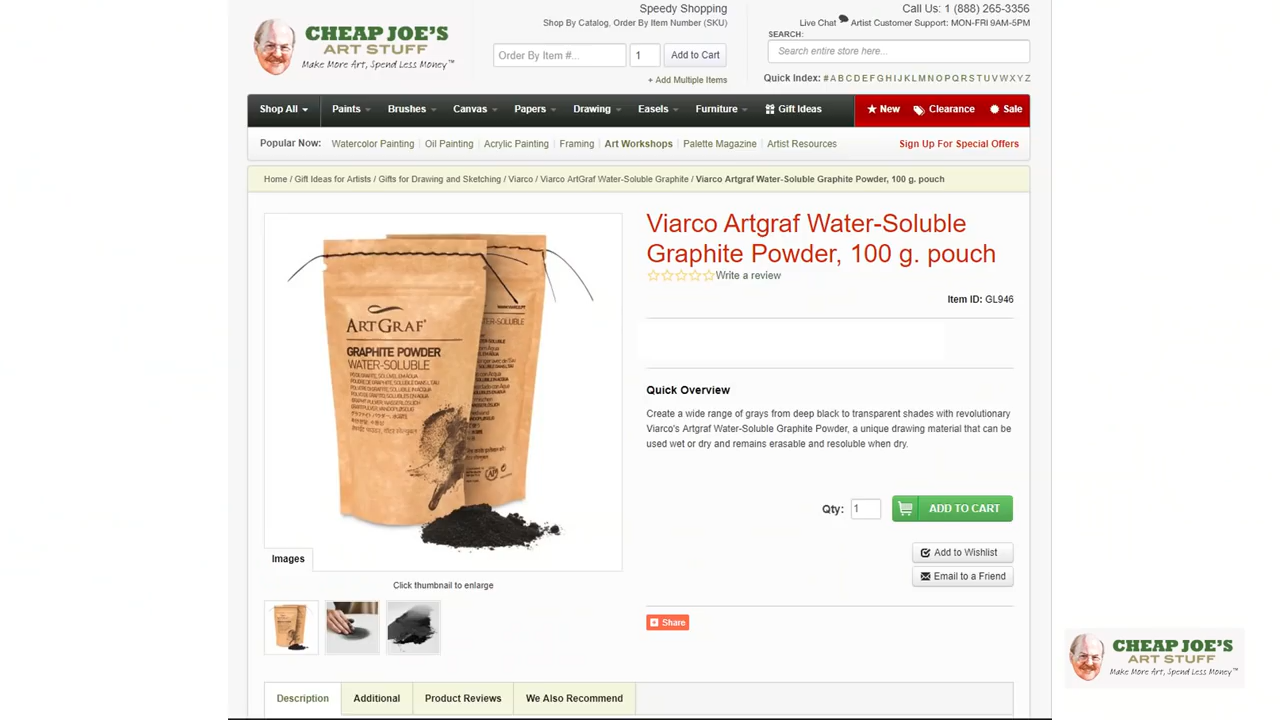 CHEAP JOE'S
ART STUFF
Make More Art, Spend Less Money
Speedy Shopping
Shop By Catalog, Order By Item Number (SKU)
Order By Item #... 1 Add to Cart
+ Add Multiple Items
Call Us: 1 (888) 265-3356
Live Chat Artist Customer Support: MON-FRI 9AM-5PM
SEARCH:
Search entire store here...
Quick Index: # A B C D E F G H I J K L M N O P Q R S T U V W X Y Z
Shop All Paints Brushes Canvas Papers Drawing Easels Furniture Gift Ideas New Clearance Sale
Popular Now: Watercolor Painting Oil Painting Acrylic Painting Framing Art Workshops Palette Magazine Artist Resources Sign Up For Special Offers
Home / Gift Ideas for Artists / Gifts for Drawing and Sketching / Viarco / Viarco ArtGraf Water-Soluble Graphite / Viarco Artgraf Water-Soluble Graphite Powder, 100 g. pouch
ARTGRAF
GRAPHITE POWDER
WATER-SOLUBLE
Viarco Artgraf Water-Soluble
Graphite Powder, 100 g. pouch
Write a review
Item ID: GL946
Quick Overview
Create a wide range of grays from deep black to transparent shades with revolutionary
Viarco's Artgraf Water-Soluble Graphite Powder, a unique drawing material that can be
used wet or dry and remains erasable and resoluble when dry.
Qty: 1 ADD TO CART
Add to Wishlist
Email to a Friend
Images
Click thumbnail to enlarge
Share
Description Additional Product Reviews We Also Recommend
CHEAP JOE'S
ART STUFF
Make More Art, Spend Less Money